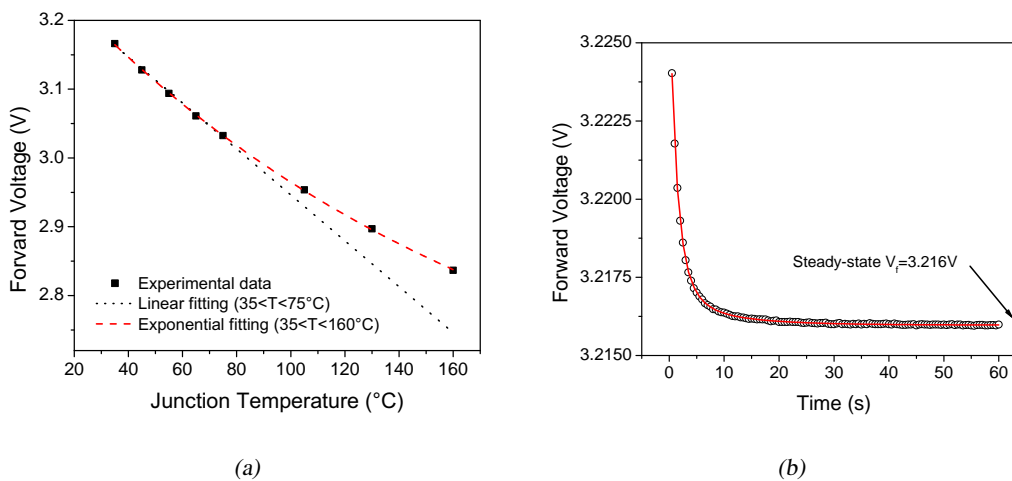 3.2
3.1
3.0
2.9
2.8
Forvard Voltage (V)
Experimental data
Linear fitting (35<T<75°C)
Exponential fitting (35<T<160°C)
20 40 60 80 100 120 140 160
Junction Temperature (°C)
(a)
3.2250
3.2225
3.2200
3.2175
3.2150
Forward Voltage (V)
Steady-state Vf=3.216V
0 10 20 30 40 50 60
Time (s)
(b)